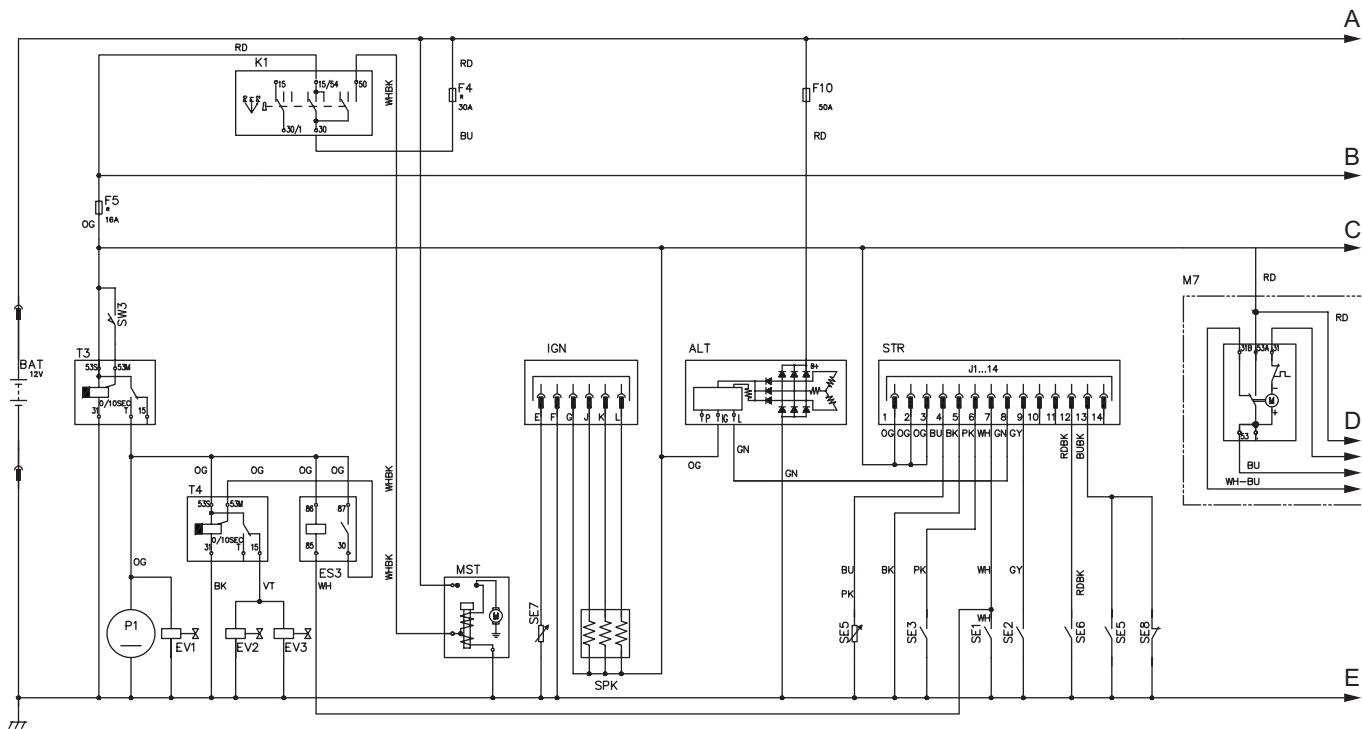 A
RD
K1
15
15/54
50
30/1
30
WHBK
RD
F4
30A
BU
F10
50A
RD
B
F5
16A
OG
C
M7
RD
RD
SW3
BAT
12V
T3
53S
53M
0/10SEC
31
T
15
IGN
E
F
G
J
K
L
ALT
B+
P
IG
L
STR
J1...14
1
2
3
4
5
6
7
8
9
10
11
12
13
14
OG
OG
OG
BU
BK
PK
WH
GN
GY
RDBK
BUBK
31B
53A
31
M
+
53
D
BU
WH-BU
OG
OG
OG
OG
T4
53S
53M
0/10SEC
31
T
15
86
87
85
30
ES3
WHBK
WHBK
OG
GN
GN
OG
BK
VT
WH
MST
M
SE7
BU
PK
BK
PK
WH
GY
RDBK
WH
P1
EV1
EV2
EV3
SPK
SE5
SE3
SE1
SE2
SE6
SE5
SE8
E